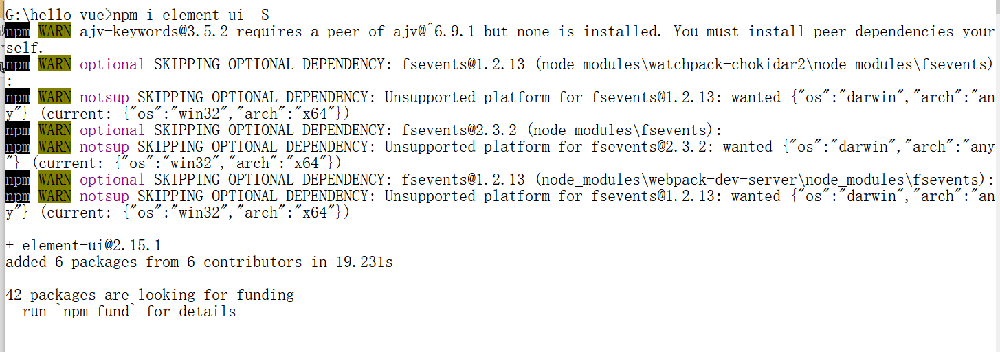 G:\hello-vue>npm i element-ui -S
npm WARN ajv-keywords@3.5.2 requires a peer of ajv@^6.9.1 but none is installed. You must install peer dependencies your
self.
npm WARN optional SKIPPING OPTIONAL DEPENDENCY: fsevents@1.2.13 (node_modules\watchpack-chokidar2\node_modules\fsevents)
:
npm WARN notsup SKIPPING OPTIONAL DEPENDENCY: Unsupported platform for fsevents@1.2.13: wanted {"os":"darwin","arch":"an
y"} (current: {"os":"win32","arch":"x64"})
npm WARN optional SKIPPING OPTIONAL DEPENDENCY: fsevents@2.3.2 (node_modules\fsevents):
npm WARN notsup SKIPPING OPTIONAL DEPENDENCY: Unsupported platform for fsevents@2.3.2: wanted {"os":"darwin","arch":"any
"} (current: {"os":"win32","arch":"x64"})
npm WARN optional SKIPPING OPTIONAL DEPENDENCY: fsevents@1.2.13 (node_modules\webpack-dev-server\node_modules\fsevents):
npm WARN notsup SKIPPING OPTIONAL DEPENDENCY: Unsupported platform for fsevents@1.2.13: wanted {"os":"darwin","arch":"an
y"} (current: {"os":"win32","arch":"x64"})
+ element-ui@2.15.1
added 6 packages from 6 contributors in 19.231s
42 packages are looking for funding
run `npm fund` for details